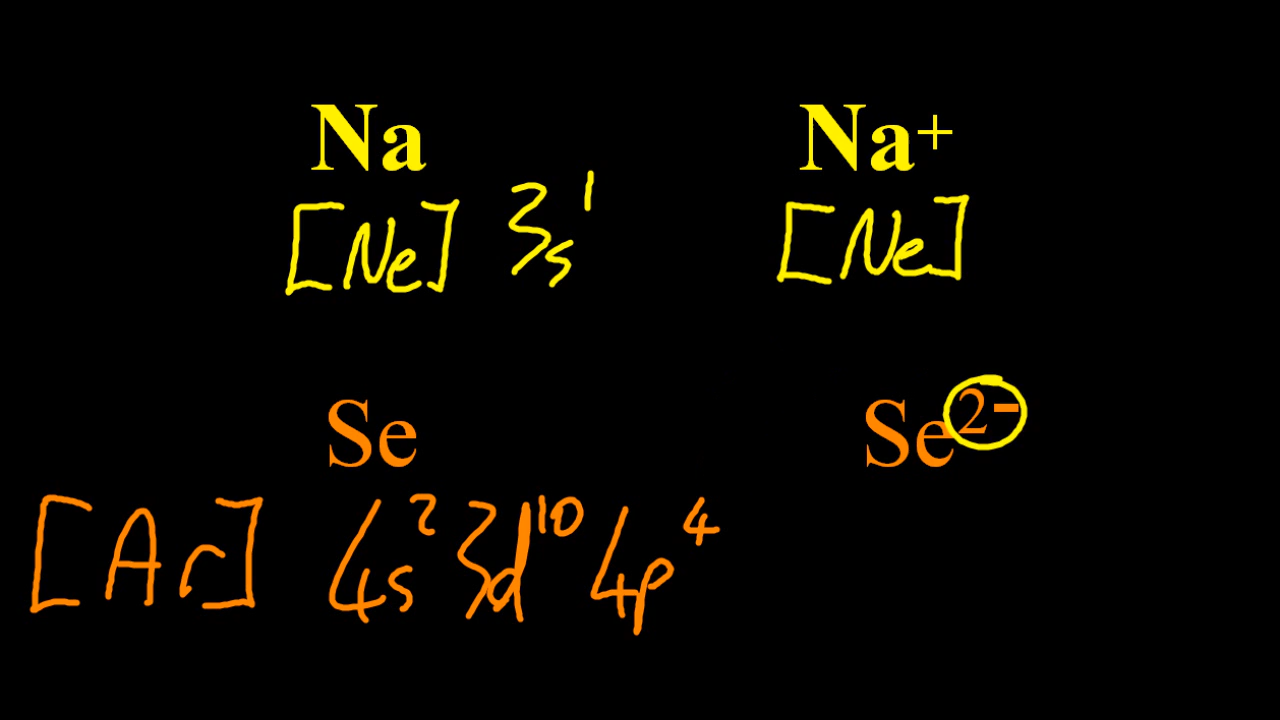 Na Na⁺
[Ne] 3s¹ [Ne]
Se Se²⁻
[Ar] 4s² 3d¹⁰ 4p⁴